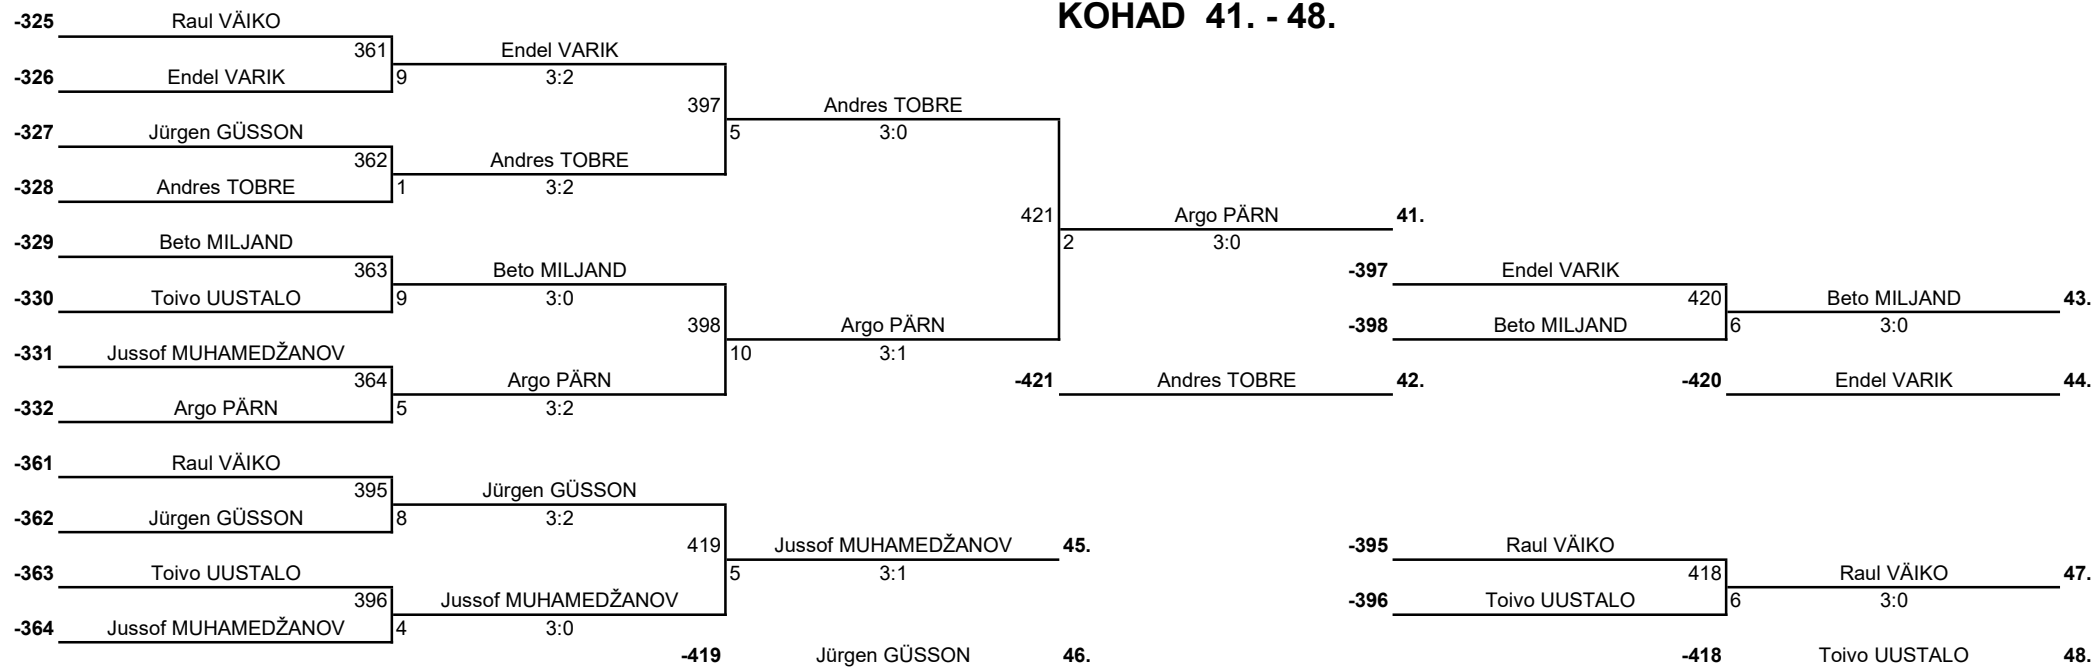 KOHAD 41. - 48.
-325 Raul VÄIKO
361 Endel VARIK
-326 Endel VARIK 9 3:2
397 Andres TOBRE
-327 Jürgen GÜSSON 5 3:0
362 Andres TOBRE
-328 Andres TOBRE 1 3:2
421 Argo PÄRN 41.
-329 Beto MILJAND 2 3:0
363 Beto MILJAND -397 Endel VARIK
-330 Toivo UUSTALO 9 3:0 420 Beto MILJAND 43.
398 Argo PÄRN -398 Beto MILJAND 6 3:0
-331 Jussof MUHAMEDŽANOV 10 3:1
364 Argo PÄRN -421 Andres TOBRE 42. -420 Endel VARIK 44.
-332 Argo PÄRN 5 3:2
-361 Raul VÄIKO
395 Jürgen GÜSSON
-362 Jürgen GÜSSON 8 3:2
419 Jussof MUHAMEDŽANOV 45. -395 Raul VÄIKO
-363 Toivo UUSTALO 5 3:1 418 Raul VÄIKO 47.
396 Jussof MUHAMEDŽANOV -396 Toivo UUSTALO 6 3:0
-364 Jussof MUHAMEDŽANOV 4 3:0
-419 Jürgen GÜSSON 46. -418 Toivo UUSTALO 48.